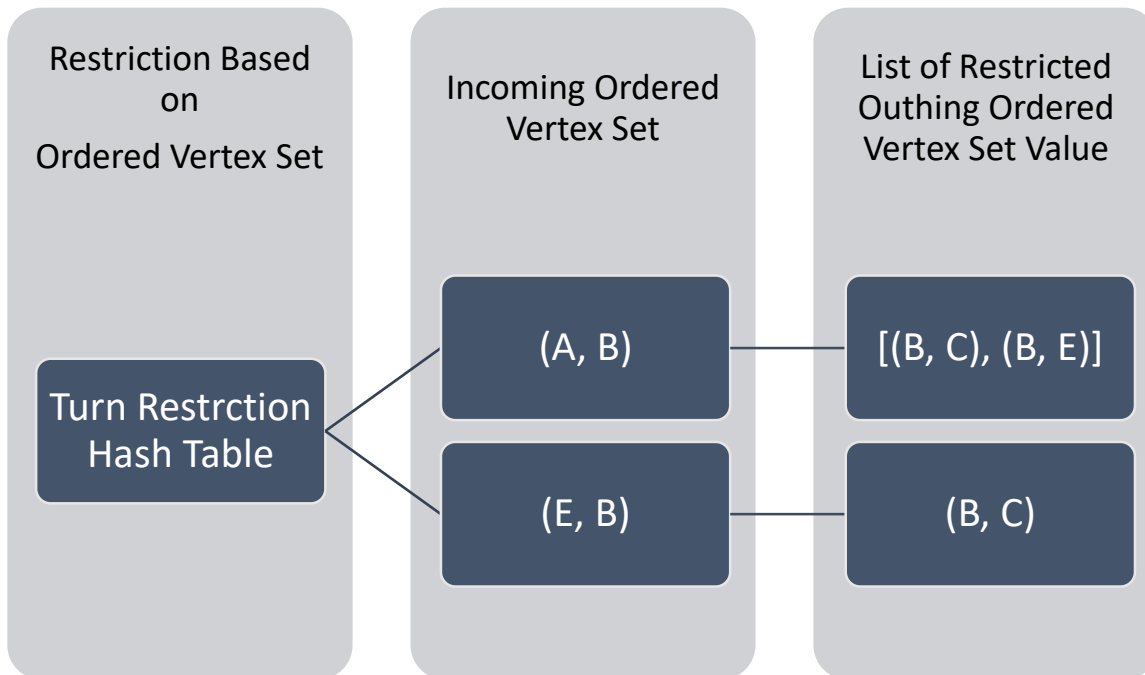 Restriction Based
on
Ordered Vertex Set
Incoming Ordered
Vertex Set
List of Restricted
Outhing Ordered
Vertex Set Value
Turn Restrction
Hash Table
(A, B)
[(B, C), (B, E)]
(E, B)
(B, C)